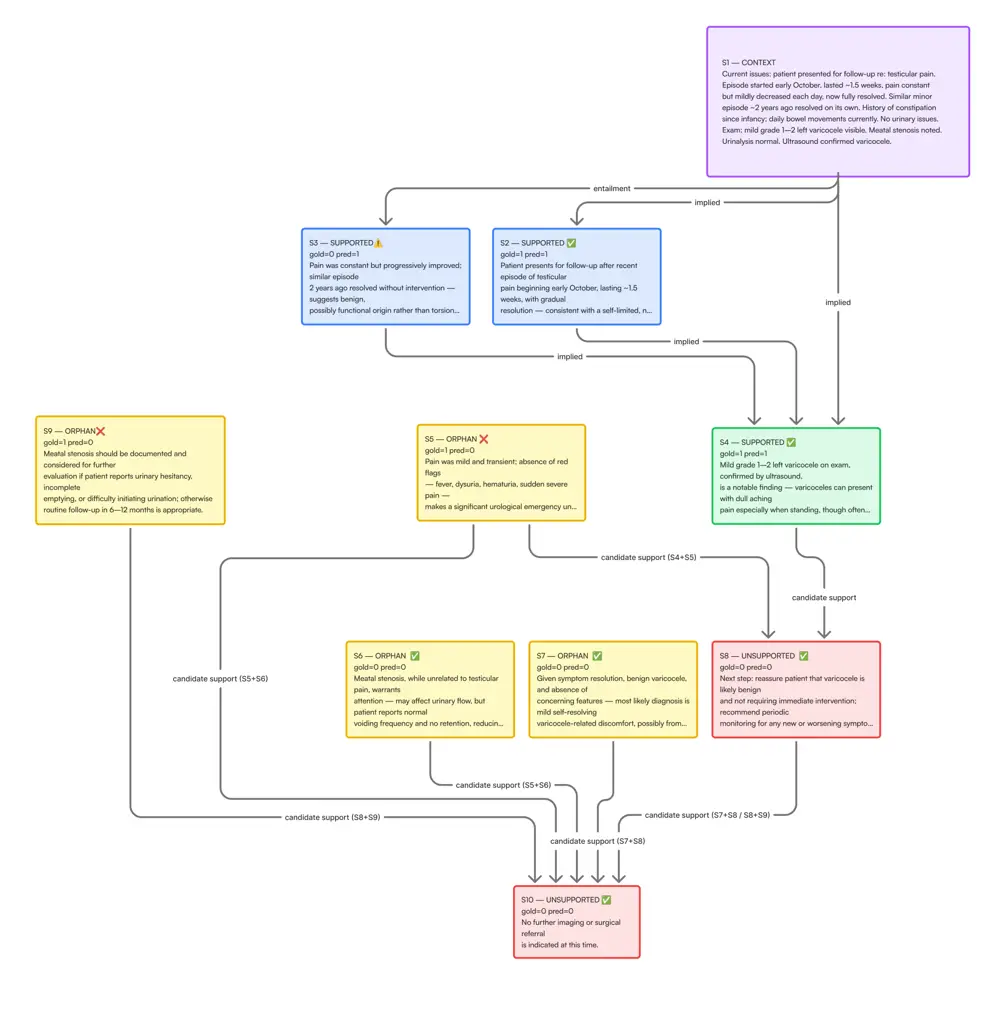 S1 — CONTEXT
Current issues: patient presented for follow-up re: testicular pain.
Episode started early October, lasted ~1.5 weeks, pain constant
but mildly decreased each day, now fully resolved. Similar minor
episode ~2 years ago resolved on its own. History of constipation
since infancy; daily bowel movements currently. No urinary issues.
Exam: mild grade 1–2 left varicocele visible. Meatal stenosis noted.
Urinalysis normal. Ultrasound confirmed varicocele.
entailment
implied
S3 — SUPPORTED⚠️
gold=0 pred=1
Pain was constant but progressively improved;
similar episode
2 years ago resolved without intervention —
suggests benign,
possibly functional origin rather than torsion...
S2 — SUPPORTED ✅
gold=1 pred=1
Patient presents for follow-up after recent
episode of testicular
pain beginning early October, lasting ~1.5
weeks, with gradual
resolution — consistent with a self-limited, n...
implied
implied
implied
S9 — ORPHAN❌
gold=1 pred=0
Meatal stenosis should be documented and
considered for further
evaluation if patient reports urinary hesitancy,
incomplete
emptying, or difficulty initiating urination; otherwise
routine follow-up in 6–12 months is appropriate.
S5 — ORPHAN ❌
gold=1 pred=0
Pain was mild and transient; absence of red
flags
— fever, dysuria, hematuria, sudden severe
pain —
makes a significant urological emergency un...
S4 — SUPPORTED ✅
gold=1 pred=1
Mild grade 1–2 left varicocele on exam,
confirmed by ultrasound,
is a notable finding — varicoceles can present
with dull aching
pain especially when standing, though often...
candidate support (S4+S5)
candidate support
candidate support (S5+S6)
S6 — ORPHAN ✅
gold=0 pred=0
Meatal stenosis, while unrelated to testicular
pain, warrants
attention — may affect urinary flow, but
patient reports normal
voiding frequency and no retention, reducin...
S7 — ORPHAN ✅
gold=0 pred=0
Given symptom resolution, benign varicocele,
and absence of
concerning features — most likely diagnosis is
mild self-resolving
varicocele-related discomfort, possibly from...
S8 — UNSUPPORTED ✅
gold=0 pred=0
Next step: reassure patient that varicocele is
likely benign
and not requiring immediate intervention;
recommend periodic
monitoring for any new or worsening sympto...
candidate support (S5+S6)
candidate support (S8+S9)
candidate support (S7+S8 / S8+S9)
candidate support (S7+S8)
S10 — UNSUPPORTED ✅
gold=0 pred=0
No further imaging or surgical
referral
is indicated at this time.